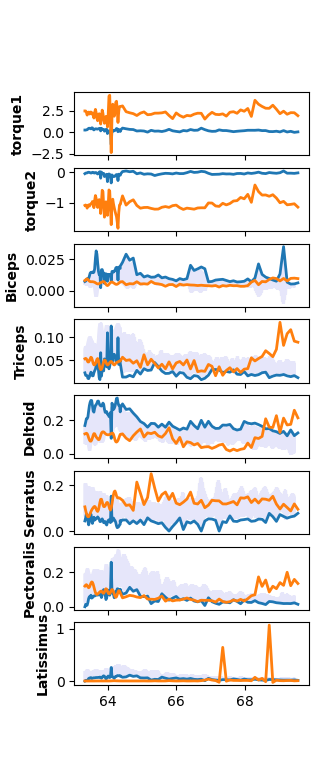 torque1
2.5
0.0
−2.5
torque2
0
−1
Biceps
0.025
0.000
Triceps
0.10
0.05
Deltoid
0.2
0.0
Serratus
0.2
0.0
Pectoralis
0.2
0.0
Latissimus
1
0
64 66 68